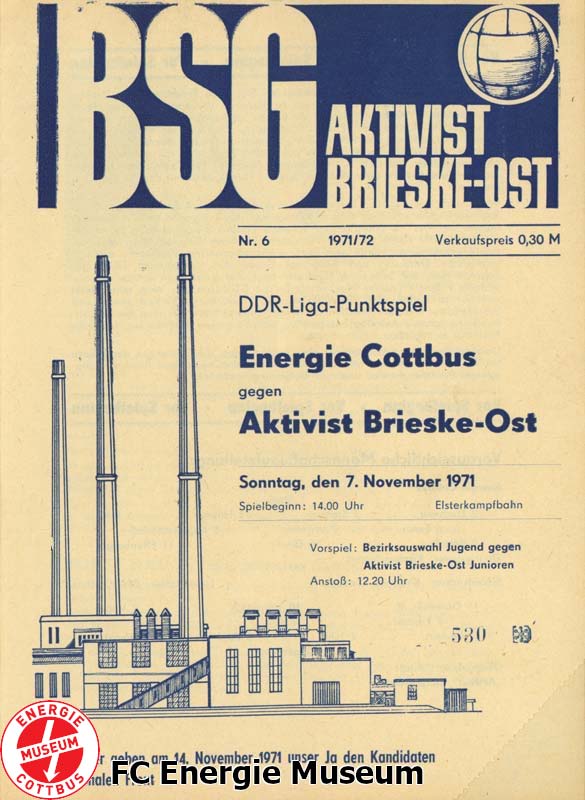 BSG
AKTIVIST
BRIESKE-OST
Nr. 6 1971/72 Verkaufspreis 0,30 M
DDR-Liga-Punktspiel
Energie Cottbus
gegen
Aktivist Brieske-Ost
Sonntag, den 7. November 1971
Spielbeginn: 14.00 Uhr Elsterkampfbahn
Vorspiel: Bezirksauswahl Jugend gegen
Aktivist Brieske-Ost Junioren
Anstoß: 12.20 Uhr
530
geben am 14. November 1971 unser Ja den Kandidaten
Front
ENERGIE
MUSEUM
COTTBUS
FC Energie Museum